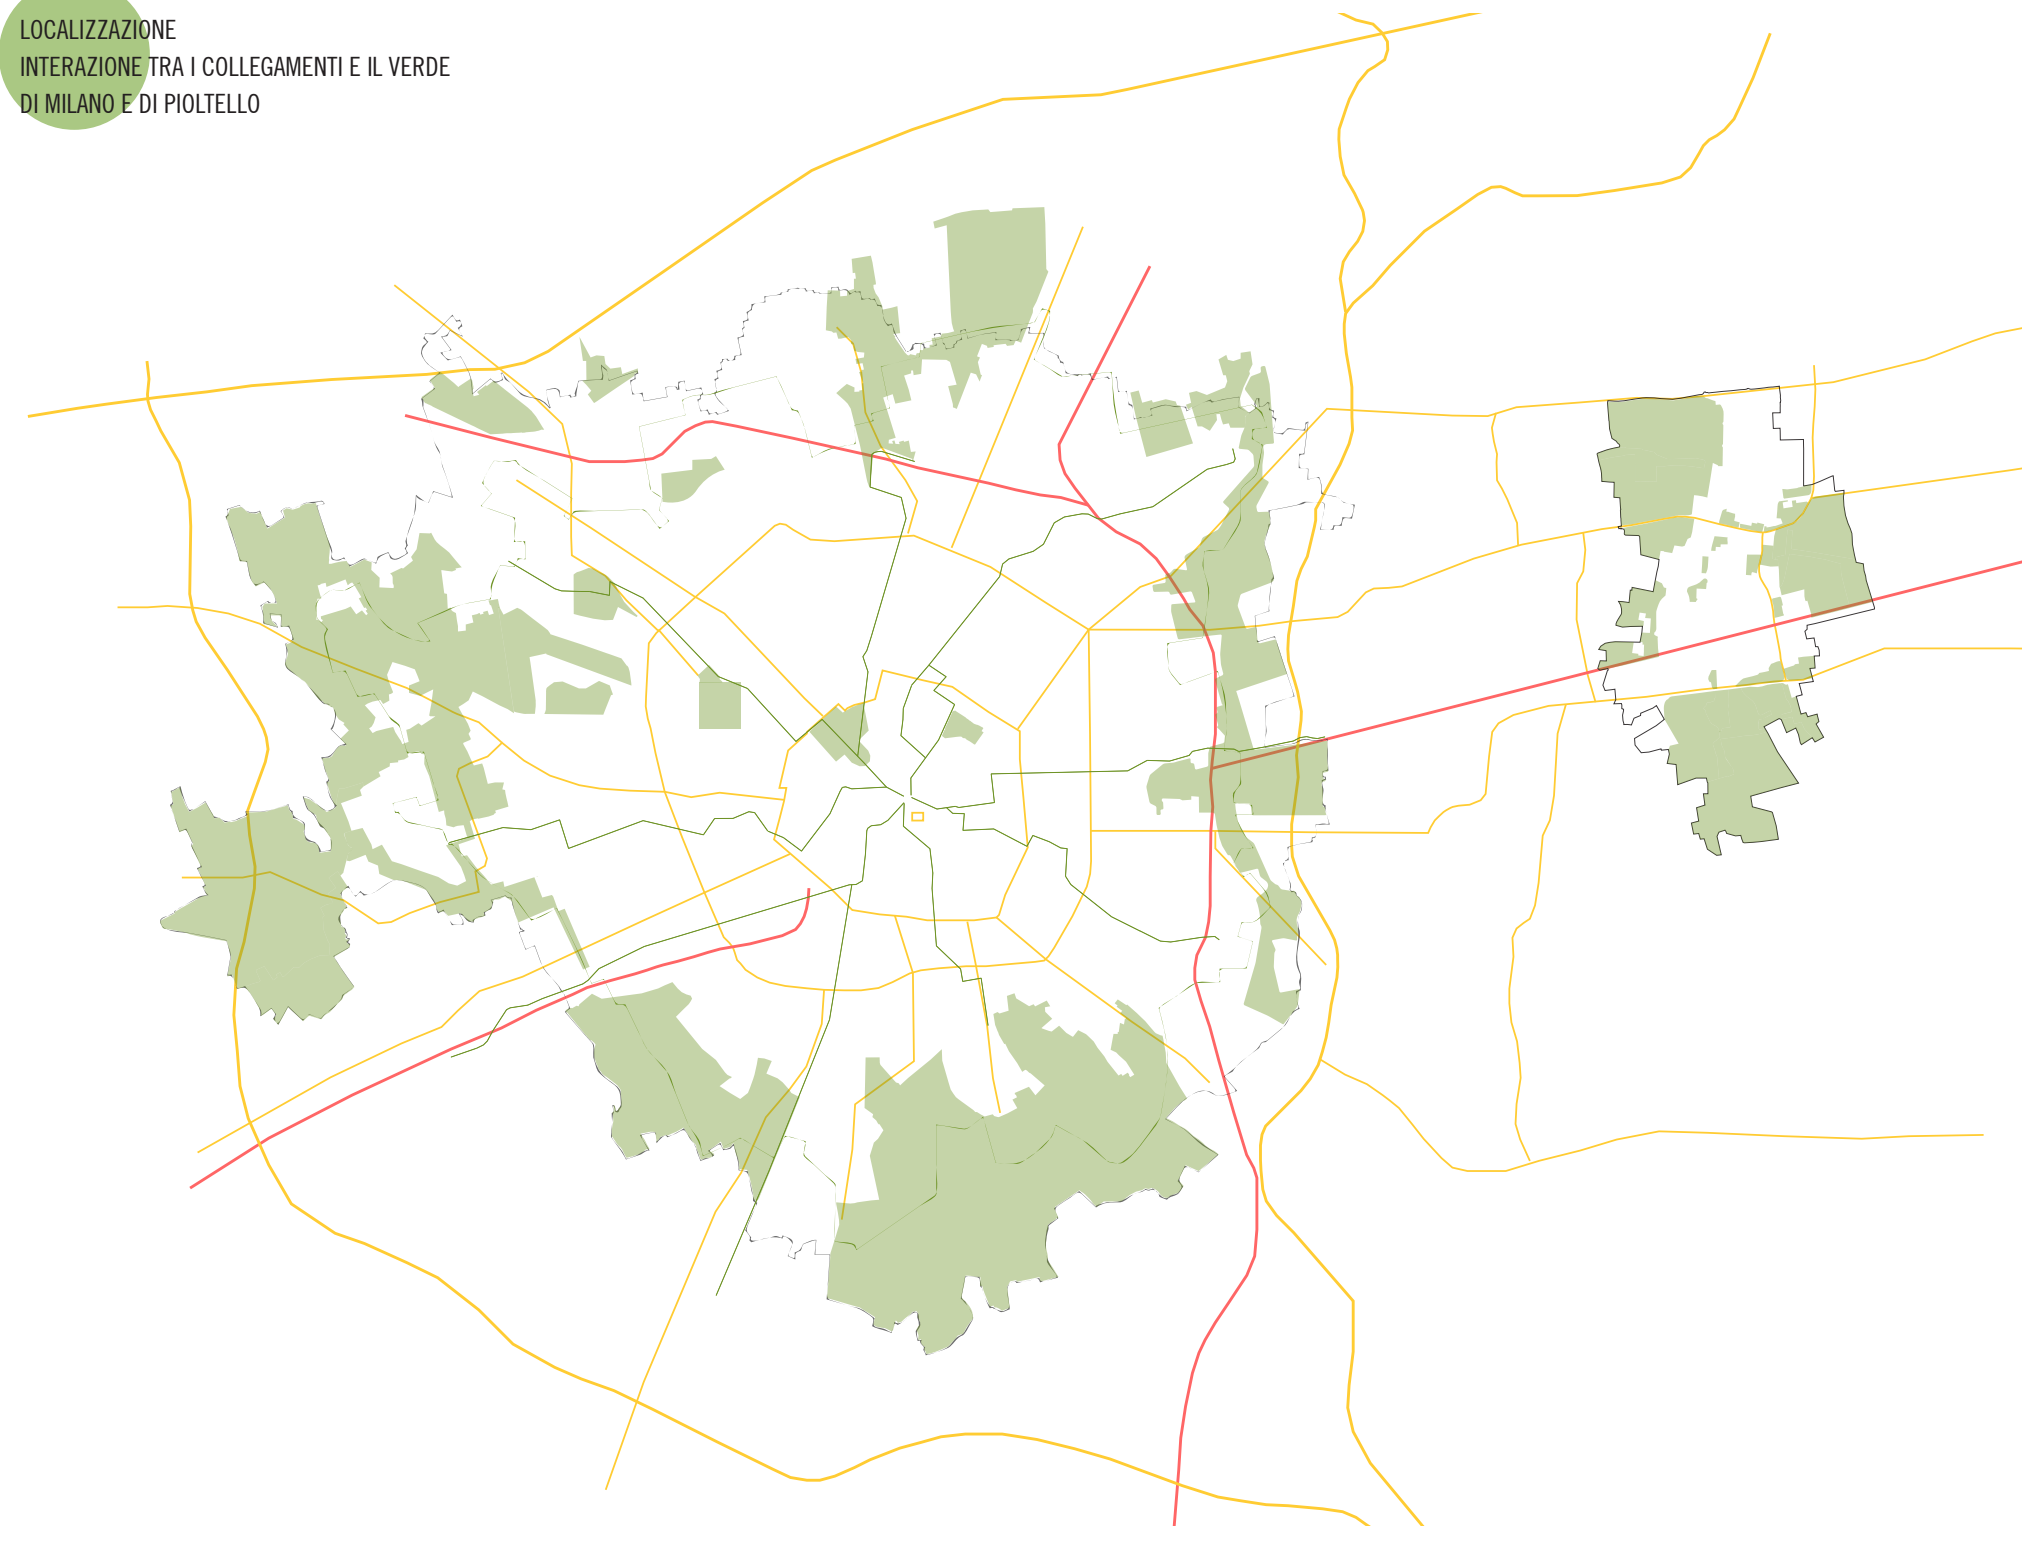 LOCALIZZAZIONE
INTERAZIONE TRA I COLLEGAMENTI E IL VERDE
DI MILANO E DI PIOLTELLO